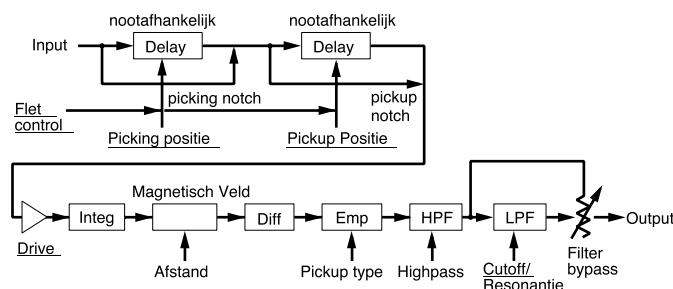 nootafhankelijk
nootafhankelijk
Input
Delay
Delay
picking notch
pickup
notch
Flet
control
Picking positie
Pickup Positie
Magnetisch Veld
Integ
Diff
Emp
HPF
LPF
Output
Drive
Afstand
Pickup type
Highpass
Cutoff/
Resonantie
Filter
bypass